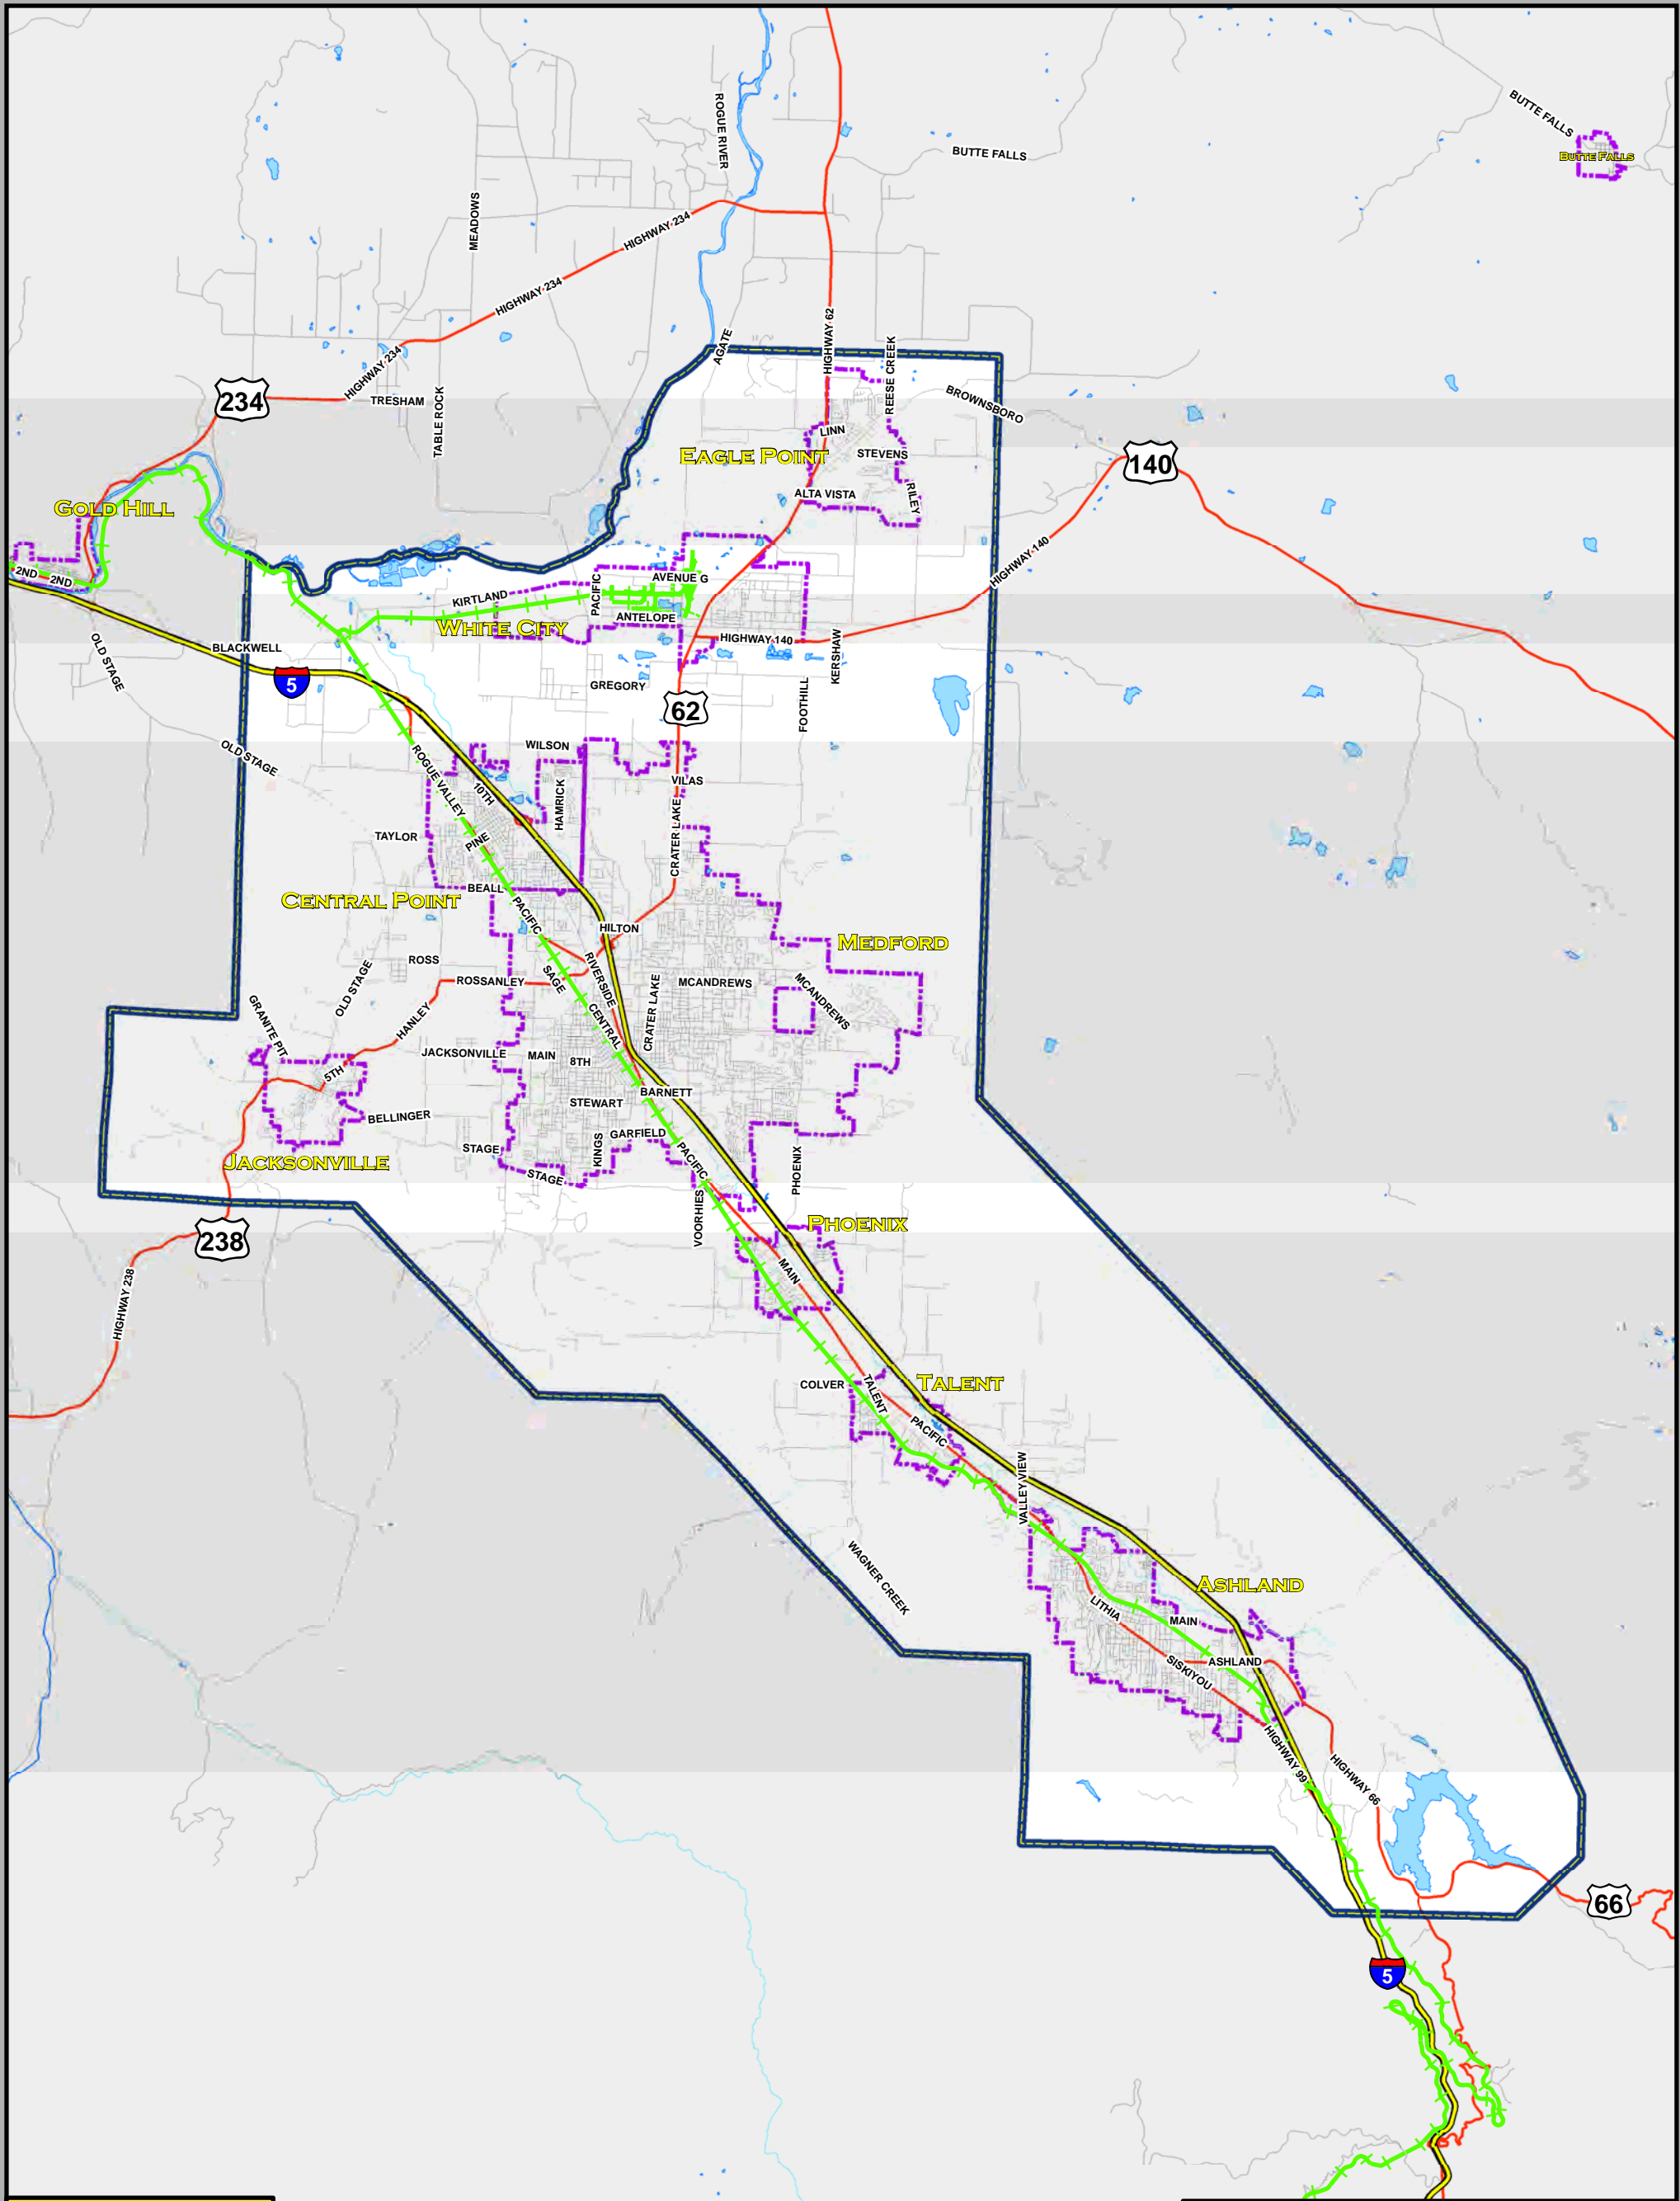 ROGUE RIVER
BUTTE FALLS
BUTTE FALLS
BUTTE FALLS
MEADOWS
HIGHWAY 234
HIGHWAY 234
HIGHWAY 62
AGATE
REESE CREEK
HIGHWAY 234
234
TRESHAM
TABLE ROCK
BROWNSBORO
LINN
EAGLE POINT
STEVENS
140
ALTA VISTA
RILEY
GOLD HILL
HIGHWAY 140
2ND
2ND
AVENUE G
PACIFIC
KIRTLAND
ANTELOPE
WHITE CITY
HIGHWAY 140
KERSHAW
OLD STAGE
BLACKWELL
5
GREGORY
62
FOOTHILL
OLD STAGE
WILSON
ROGUE VALLEY
10TH
HAMRICK
VILAS
TAYLOR
PINE
CRATER LAKE
BEALL
CENTRAL POINT
PACIFIC
HILTON
MEDFORD
ROSS
OLD STAGE
ROSSANLEY
SAGE
RIVERSIDE
MCANDREWS
MCANDREWS
GRANITE PIT
HANLEY
CENTRAL
CRATER LAKE
JACKSONVILLE
MAIN
8TH
5TH
BARNETT
STEWART
BELLINGER
GARFIELD
KINGS
STAGE
STAGE
PACIFIC
PHOENIX
JACKSONVILLE
VOORHIES
PHOENIX
238
MAIN
HIGHWAY 238
COLVER
TALENT
TALENT
PACIFIC
VALLEY VIEW
WAGNER CREEK
ASHLAND
LITHIA
MAIN
ASHLAND
SISKIYOU
HIGHWAY 99
HIGHWAY 66
66
5